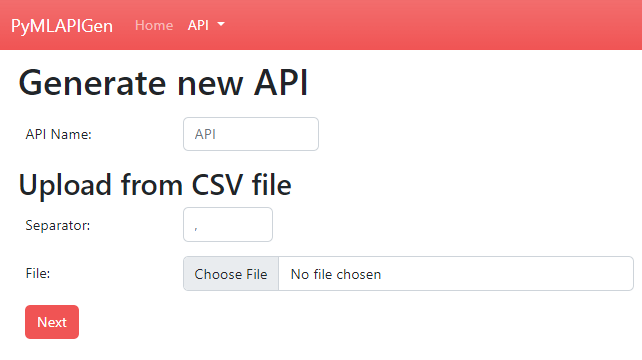 PyMLAPIGen Home API
Generate new API
API Name: API
Upload from CSV file
Separator: ,
File: Choose File No file chosen
Next